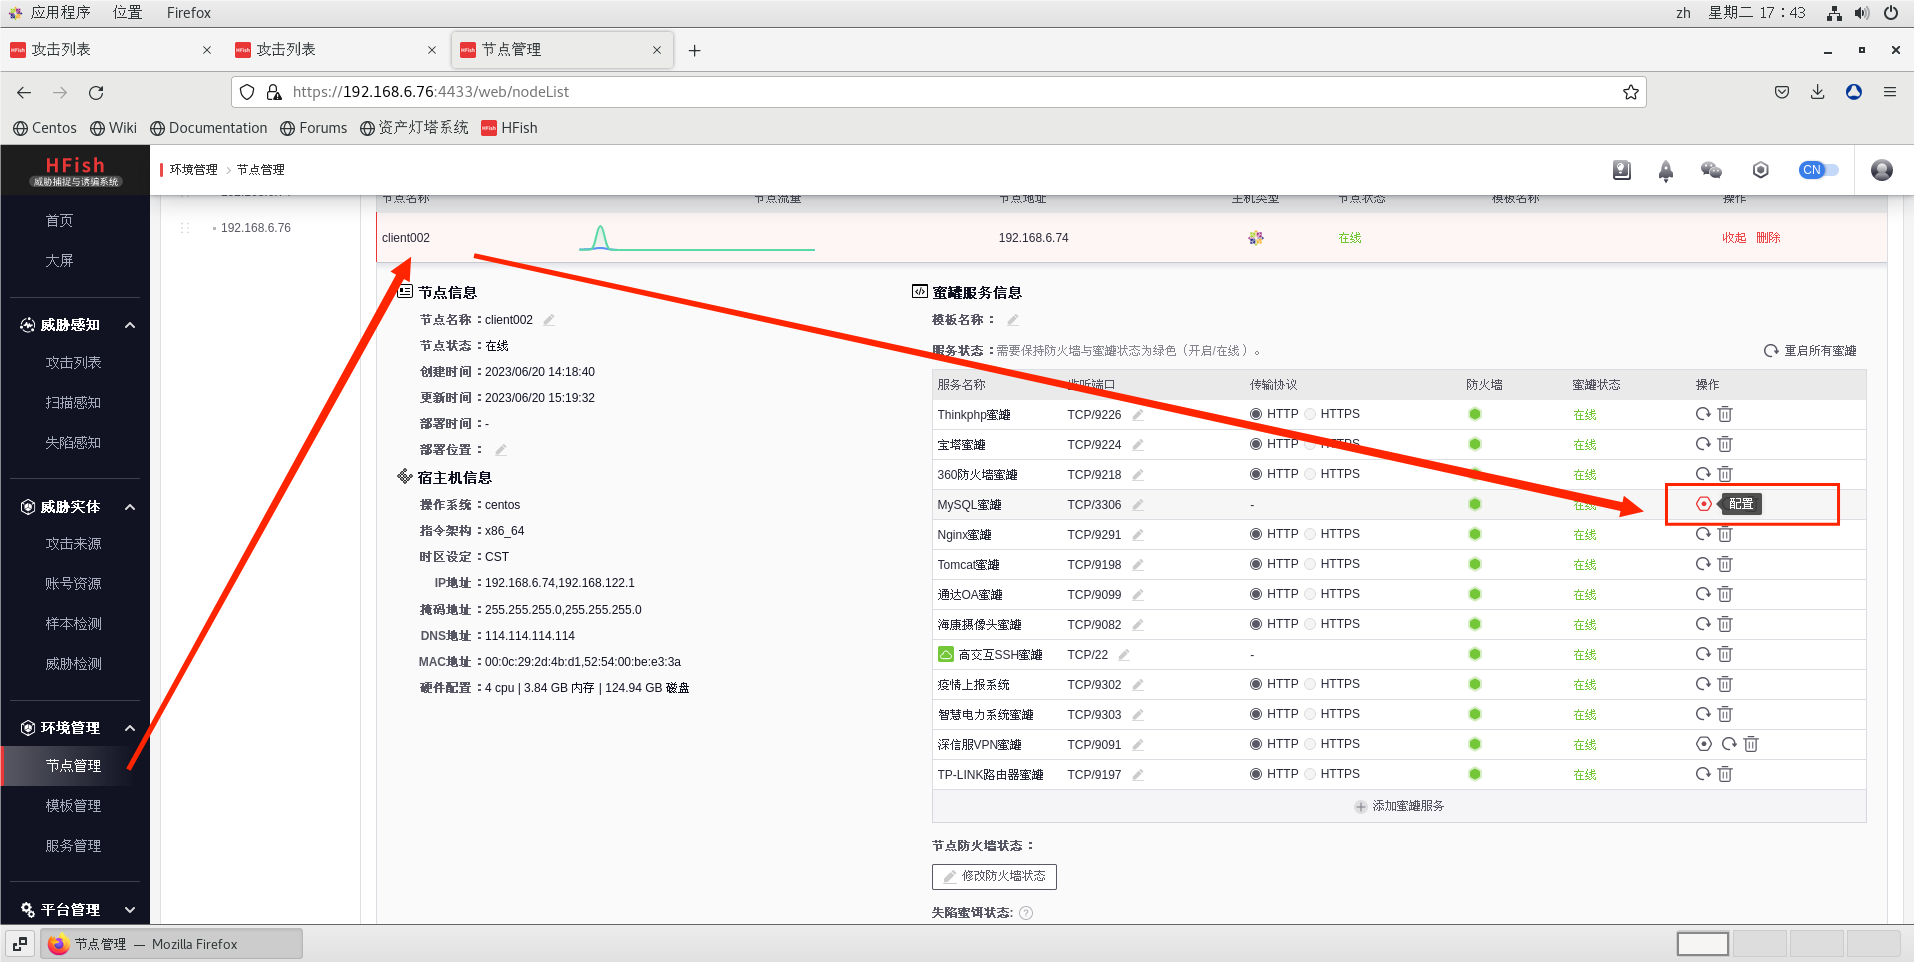 应用程序 位置 Firefox zh 星期二 17：43
攻击列表 攻击列表 节点管理
https://192.168.6.76:4433/web/nodeList
Centos Wiki Documentation Forums 资产灯塔系统 HFish
HFish
威胁捕捉与诱骗系统
首页
大屏
威胁感知
攻击列表
扫描感知
失陷感知
威胁实体
攻击来源
账号资源
样本检测
威胁检测
环境管理
节点管理
模板管理
服务管理
平台管理
环境管理 > 节点管理 CN
192.168.6.76
节点名称 节点流量 节点地址 主机类型 节点状态 模板名称 操作
client002 192.168.6.74 在线 收起 删除
节点信息
节点名称：client002
节点状态：在线
创建时间：2023/06/20 14:18:40
更新时间：2023/06/20 15:19:32
部署时间：-
部署位置：
宿主机信息
操作系统：centos
指令架构：x86_64
时区设定：CST
IP地址：192.168.6.74,192.168.122.1
掩码地址：255.255.255.0,255.255.255.0
DNS地址：114.114.114.114
MAC地址：00:0c:29:2d:4b:d1,52:54:00:be:e3:3a
硬件配置：4 cpu | 3.84 GB 内存 | 124.94 GB 磁盘
蜜罐服务信息
模板名称：
服务状态：需要保持防火墙与蜜罐状态为绿色（开启/在线）。 重启所有蜜罐
服务名称 监听端口 传输协议 防火墙 蜜罐状态 操作
Thinkphp蜜罐 TCP/9226 HTTP HTTPS 在线
宝塔蜜罐 TCP/9224 HTTP HTTPS 在线
360防火墙蜜罐 TCP/9218 HTTP HTTPS 在线
MySQL蜜罐 TCP/3306 - 在线 配置
Nginx蜜罐 TCP/9291 HTTP HTTPS 在线
Tomcat蜜罐 TCP/9198 HTTP HTTPS 在线
通达OA蜜罐 TCP/9099 HTTP HTTPS 在线
海康摄像头蜜罐 TCP/9082 HTTP HTTPS 在线
高交互SSH蜜罐 TCP/22 - 在线
疫情上报系统 TCP/9302 HTTP HTTPS 在线
智慧电力系统蜜罐 TCP/9303 HTTP HTTPS 在线
深信服VPN蜜罐 TCP/9091 HTTP HTTPS 在线
TP-LINK路由器蜜罐 TCP/9197 HTTP HTTPS 在线
添加蜜罐服务
节点防火墙状态：
修改防火墙状态
失陷蜜饵状态:
节点管理 — Mozilla Firefox